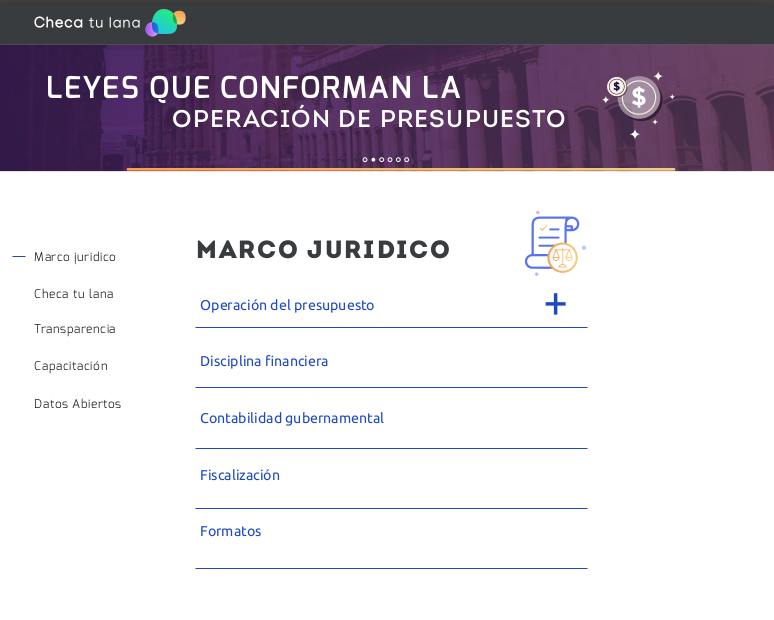 Checa tu lana
LEYES QUE CONFORMAN LA
OPERACIÓN DE PRESUPUESTO
$
$
MARCO JURIDICO
Marco juridico
Checa tu lana
Transparencia
Capacitación
Datos Abiertos
Operación del presupuesto
Disciplina financiera
Contabilidad gubernamental
Fiscalización
Formatos